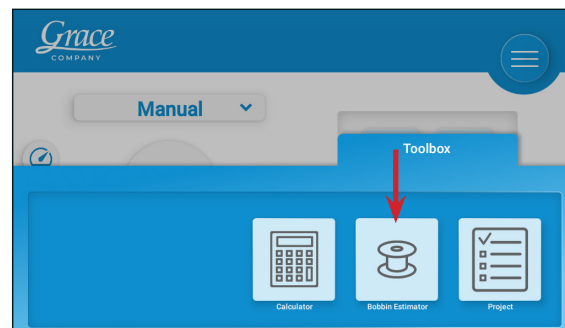 Grace
COMPANY
Manual
Toolbox
Calculator
Bobbin Estimator
Project